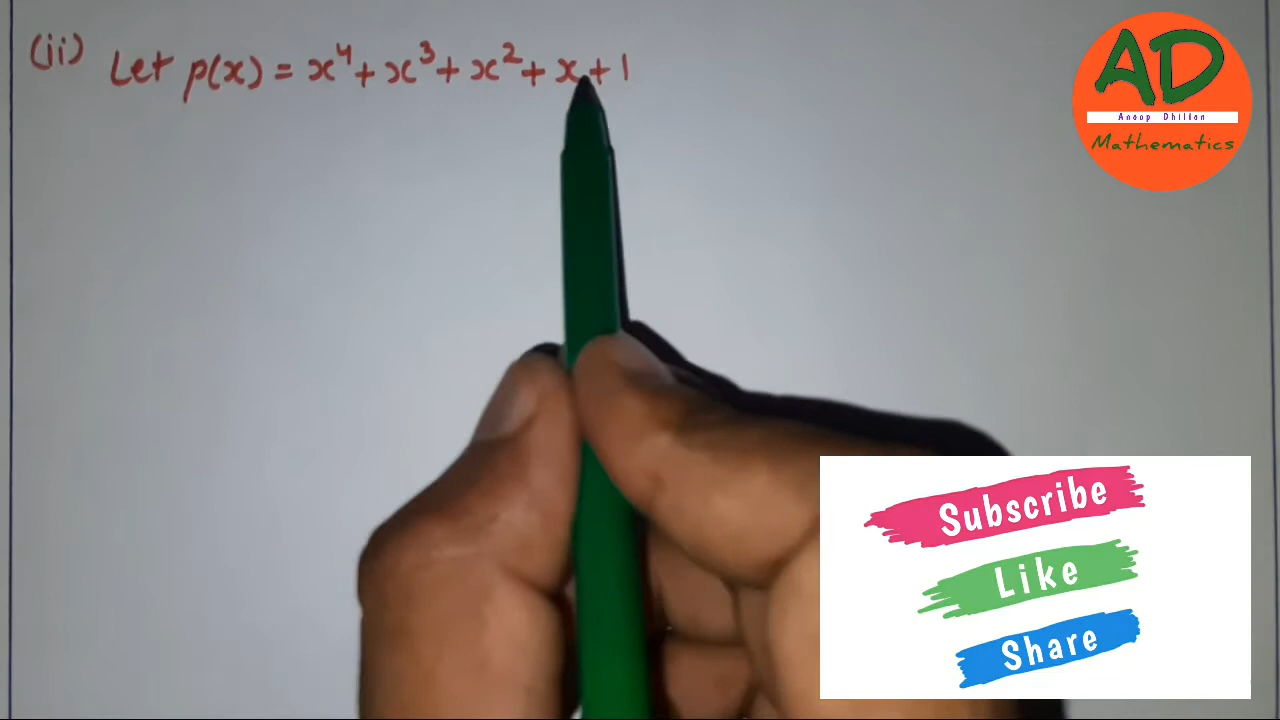 (ii) Let p(x) = x⁴ + x³ + x² + x + 1
AD
Anoop Dhillon
Mathematics
Subscribe
Like
Share